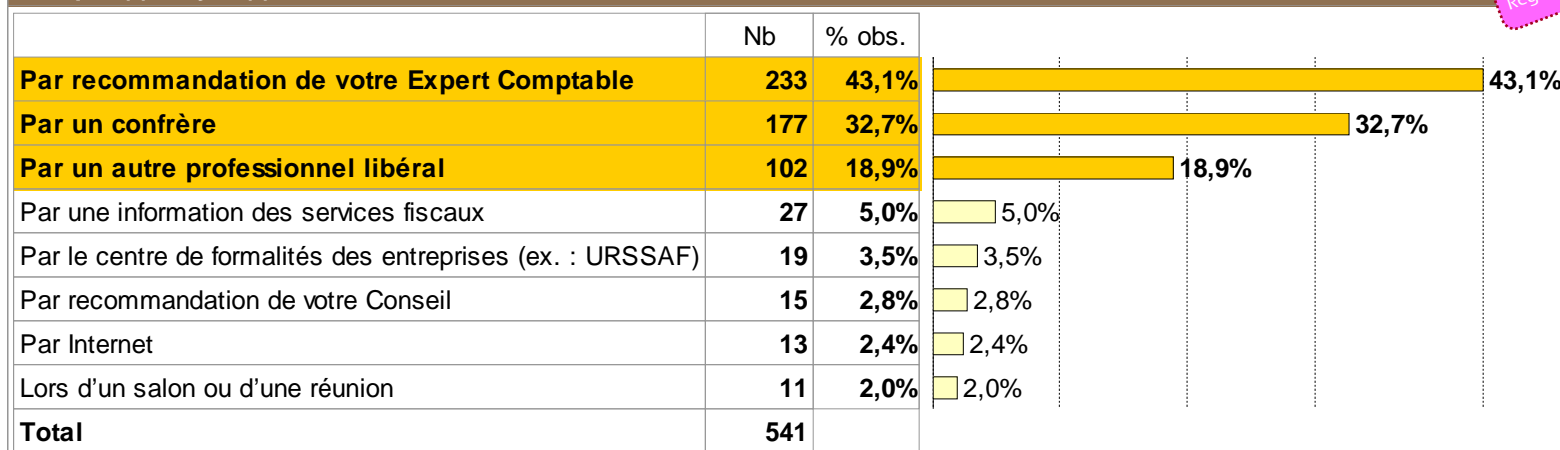 Nb % obs.
Par recommandation de votre Expert Comptable 233 43,1% 43,1%
Par un confrère 177 32,7% 32,7%
Par un autre professionnel libéral 102 18,9% 18,9%
Par une information des services fiscaux 27 5,0% 5,0%
Par le centre de formalités des entreprises (ex. : URSSAF) 19 3,5% 3,5%
Par recommandation de votre Conseil 15 2,8% 2,8%
Par Internet 13 2,4% 2,4%
Lors d’un salon ou d’une réunion 11 2,0% 2,0%
Total 541